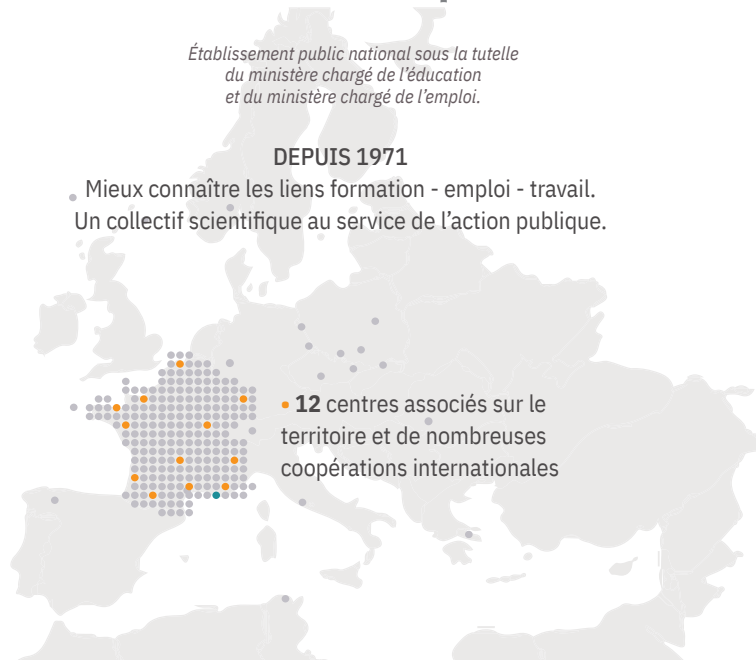 Établissement public national sous la tutelle
du ministère chargé de l’éducation
et du ministère chargé de l’emploi.
DEPUIS 1971
Mieux connaître les liens formation - emploi - travail.
Un collectif scientifique au service de l’action publique.
• 12 centres associés sur le
territoire et de nombreuses
coopérations internationales